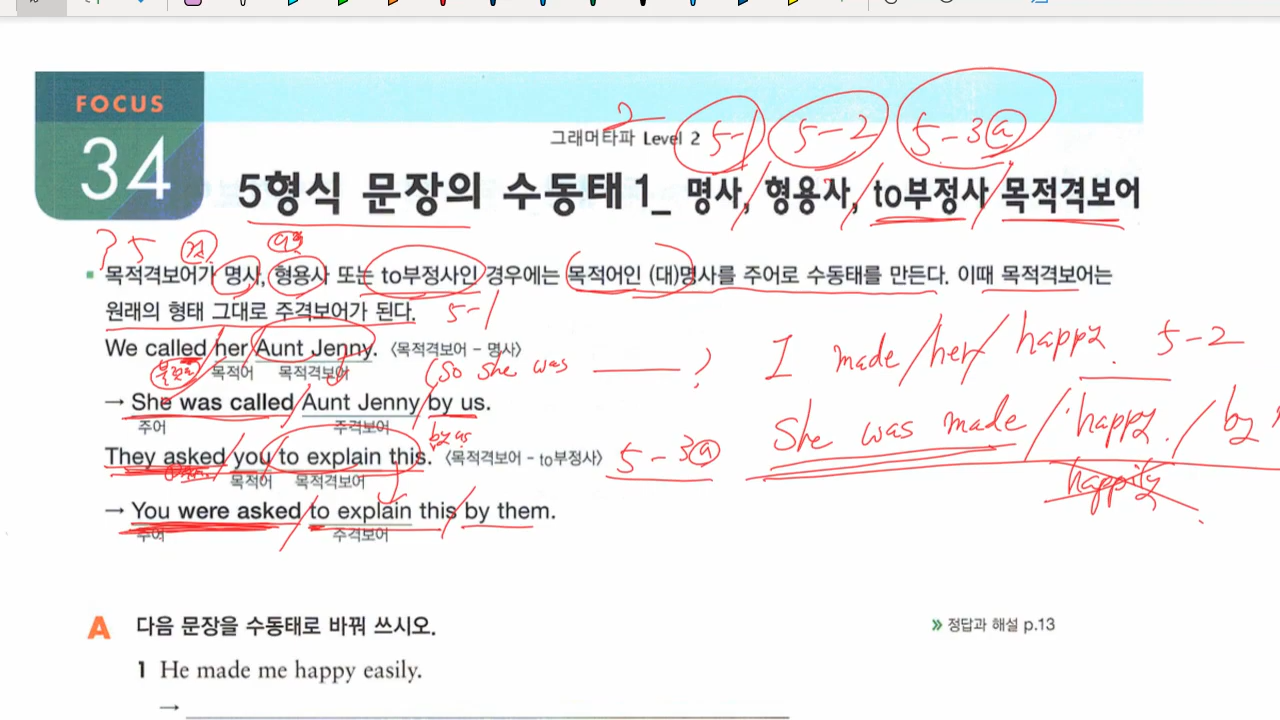 FOCUS
34
2 5-1 5-2 5-3ⓐ
그래머타파 Level 2
5형식 문장의 수동태1_ 명사, 형용사, to부정사 목적격보어
? 5
목적격보어가 명사, 형용사 또는 to부정사인 경우에는 목적어인 (대)명사를 주어로 수동태를 만든다. 이때 목적격보어는
원래의 형태 그대로 주격보어가 된다. 5-1
We called her Aunt Jenny. 〈목적격보어 – 명사〉
목적어 목적격보어
(So she was ?
I made / her / happy. 5-2
→ She was called Aunt Jenny by us.
주어 주격보어
She was made / happy. / by
by us
They asked you to explain this. 〈목적격보어 – to부정사〉 5-3ⓐ
목적어 목적격보어
happily
→ You were asked to explain this by them.
주어 주격보어
A 다음 문장을 수동태로 바꿔 쓰시오.
» 정답과 해설 p.13
1 He made me happy easily.
→